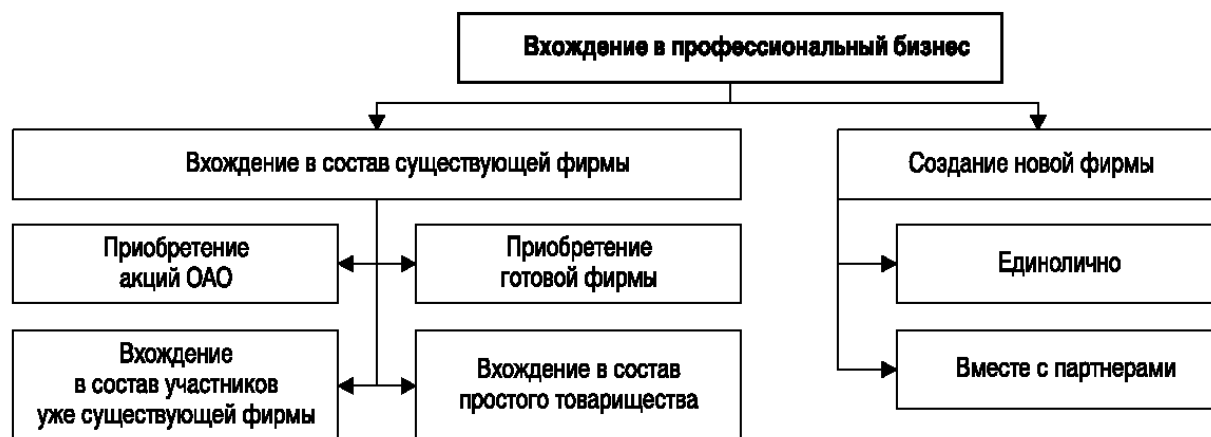 Вхождение в профессиональный бизнес
Вхождение в состав существующей фирмы
Создание новой фирмы
Приобретение
акций ОАО
Приобретение
готовой фирмы
Единолично
Вхождение
в состав участников
уже существующей фирмы
Вхождение в состав
простого товарищества
Вместе с партнерами